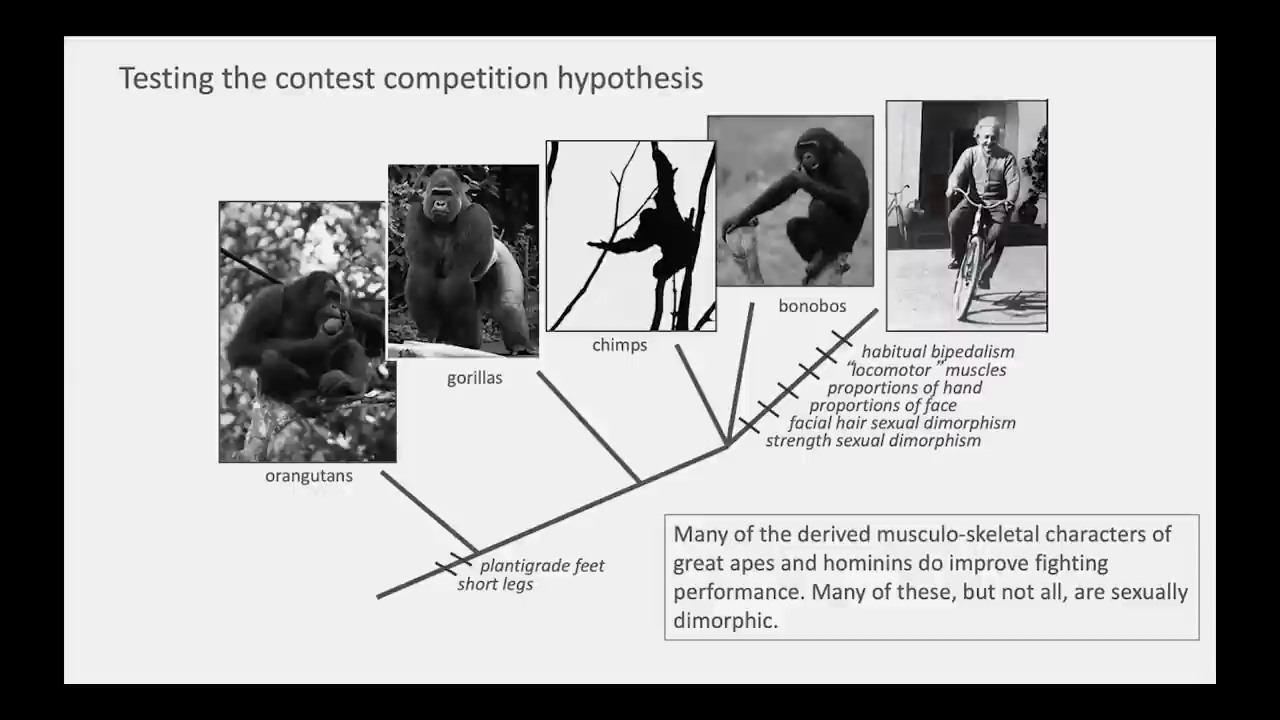 Testing the contest competition hypothesis
bonobos
chimps
gorillas
orangutans
habitual bipedalism
“locomotor ” muscles
proportions of hand
proportions of face
facial hair sexual dimorphism
strength sexual dimorphism
plantigrade feet
short legs
Many of the derived musculo-skeletal characters of
great apes and hominins do improve fighting
performance. Many of these, but not all, are sexually
dimorphic.